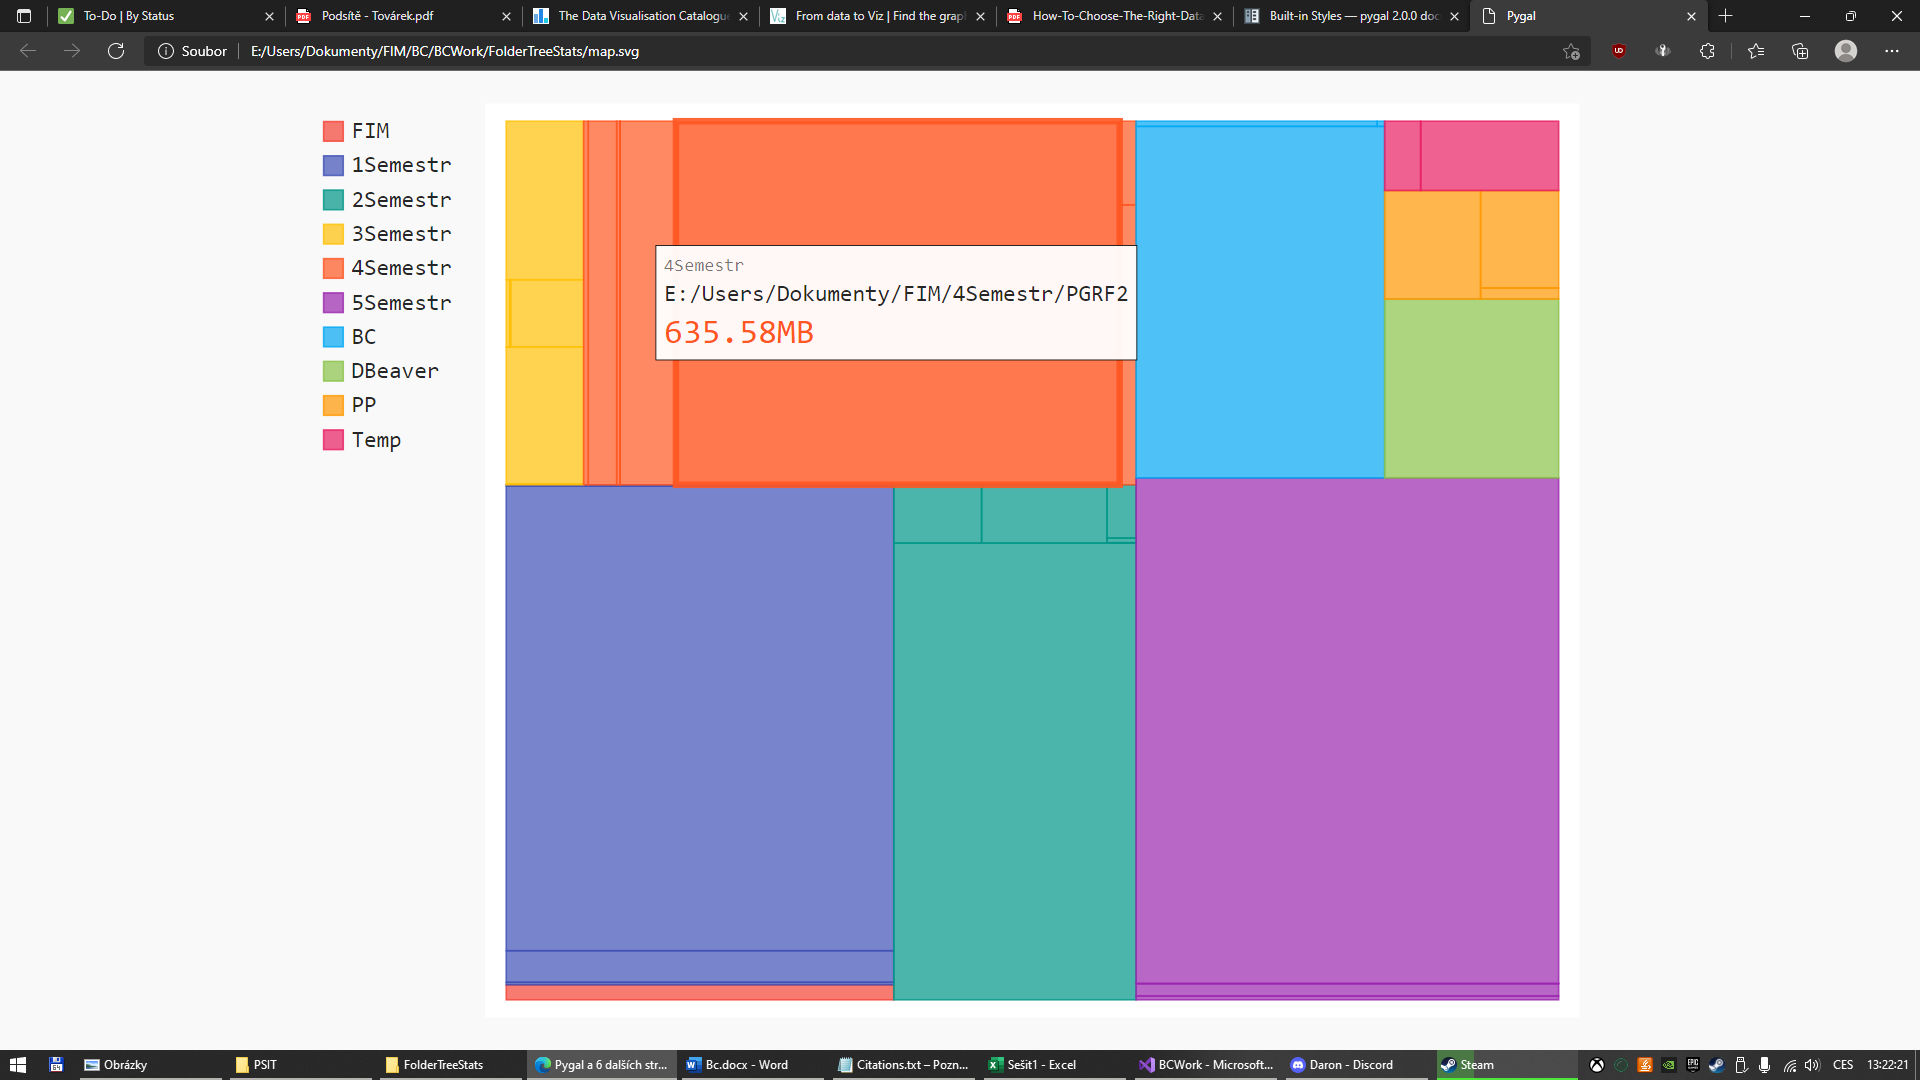 To-Do | By Status
Podsítě - Továrek.pdf
The Data Visualisation Catalogue
From data to Viz | Find the grap
How-To-Choose-The-Right-Data
Built-in Styles — pygal 2.0.0 doc
Pygal
Soubor
E:/Users/Dokumenty/FIM/BC/BCWork/FolderTreeStats/map.svg
FIM
1Semestr
2Semestr
3Semestr
4Semestr
5Semestr
BC
DBeaver
PP
Temp
4Semestr
E:/Users/Dokumenty/FIM/4Semestr/PGRF2
635.58MB
Obrázky
PSIT
FolderTreeStats
Pygal a 6 dalších str...
Bc.docx - Word
Citations.txt – Pozn...
Sešit1 - Excel
BCWork - Microsoft...
Daron - Discord
Steam
CES
13:22:21